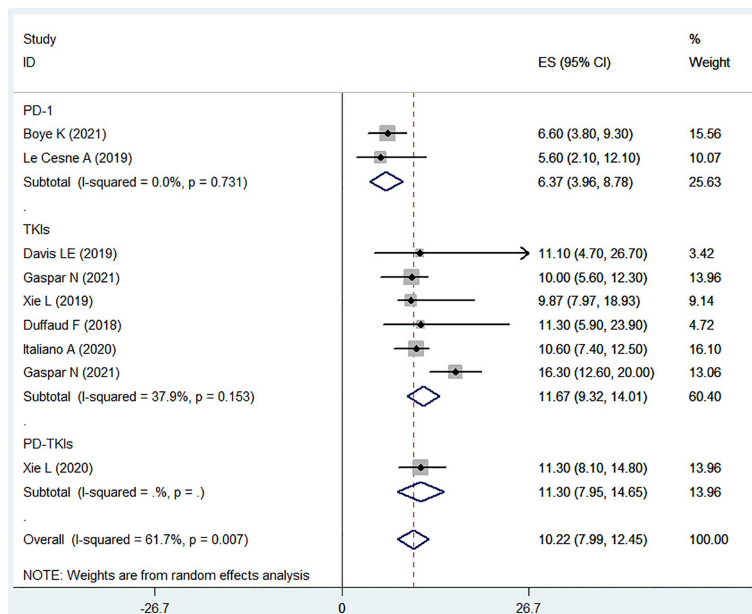 Study %
ID ES (95% CI) Weight
PD-1
Boye K (2021) 6.60 (3.80, 9.30) 15.56
Le Cesne A (2019) 5.60 (2.10, 12.10) 10.07
Subtotal (I-squared = 0.0%, p = 0.731) 6.37 (3.96, 8.78) 25.63
.
TKIs
Davis LE (2019) 11.10 (4.70, 26.70) 3.42
Gaspar N (2021) 10.00 (5.60, 12.30) 13.96
Xie L (2019) 9.87 (7.97, 18.93) 9.14
Duffaud F (2018) 11.30 (5.90, 23.90) 4.72
Italiano A (2020) 10.60 (7.40, 12.50) 16.10
Gaspar N (2021) 16.30 (12.60, 20.00) 13.06
Subtotal (I-squared = 37.9%, p = 0.153) 11.67 (9.32, 14.01) 60.40
.
PD-TKIs
Xie L (2020) 11.30 (8.10, 14.80) 13.96
Subtotal (I-squared = .%, p = .) 11.30 (7.95, 14.65) 13.96
.
Overall (I-squared = 61.7%, p = 0.007) 10.22 (7.99, 12.45) 100.00
NOTE: Weights are from random effects analysis
-26.7 0 26.7